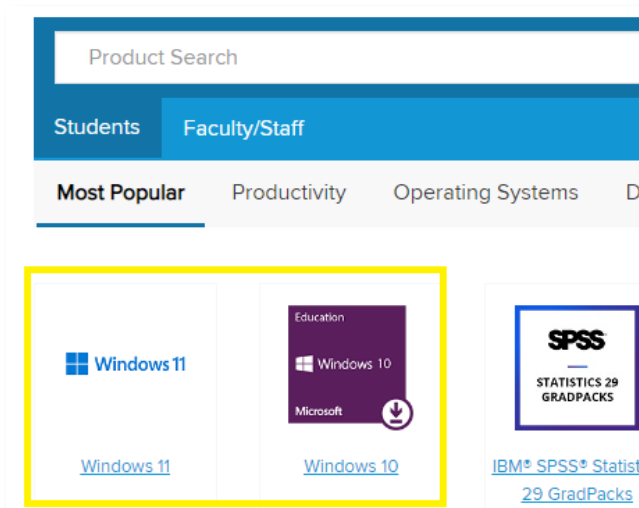 Product Search
Students Faculty/Staff
Most Popular Productivity Operating Systems
Windows 11
Education
Windows 10
Microsoft
SPSS
STATISTICS 29
GRADPACKS
Windows 11
Windows 10
IBM® SPSS®
29 GradPacks